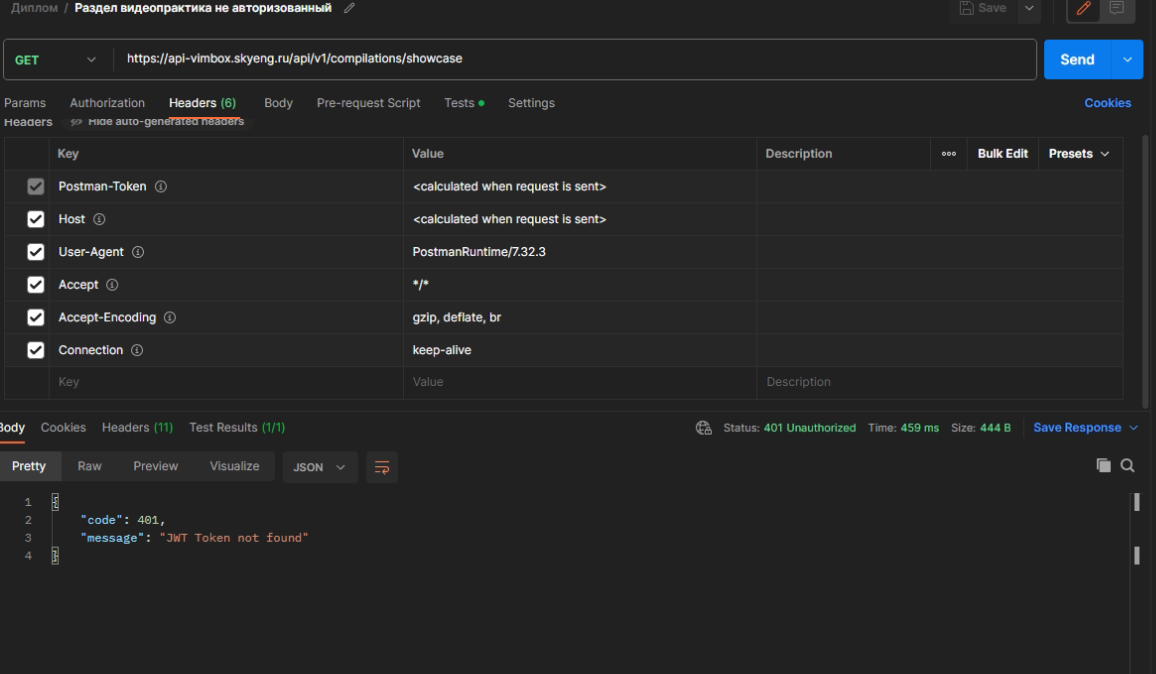 Диплом / Раздел видеопрактика не авторизованный
Save
GET https://api-vimbox.skyeng.ru/api/v1/compilations/showcase Send
Params Authorization Headers (6) Body Pre-request Script Tests Settings Cookies
Headers Hide auto-generated headers
Key Value Description Bulk Edit Presets
Postman-Token <calculated when request is sent>
Host <calculated when request is sent>
User-Agent PostmanRuntime/7.32.3
Accept */*
Accept-Encoding gzip, deflate, br
Connection keep-alive
Key Value Description
Body Cookies Headers (11) Test Results (1/1) Status: 401 Unauthorized Time: 459 ms Size: 444 B Save Response
Pretty Raw Preview Visualize JSON
1 {
2 "code": 401,
3 "message": "JWT Token not found"
4 }